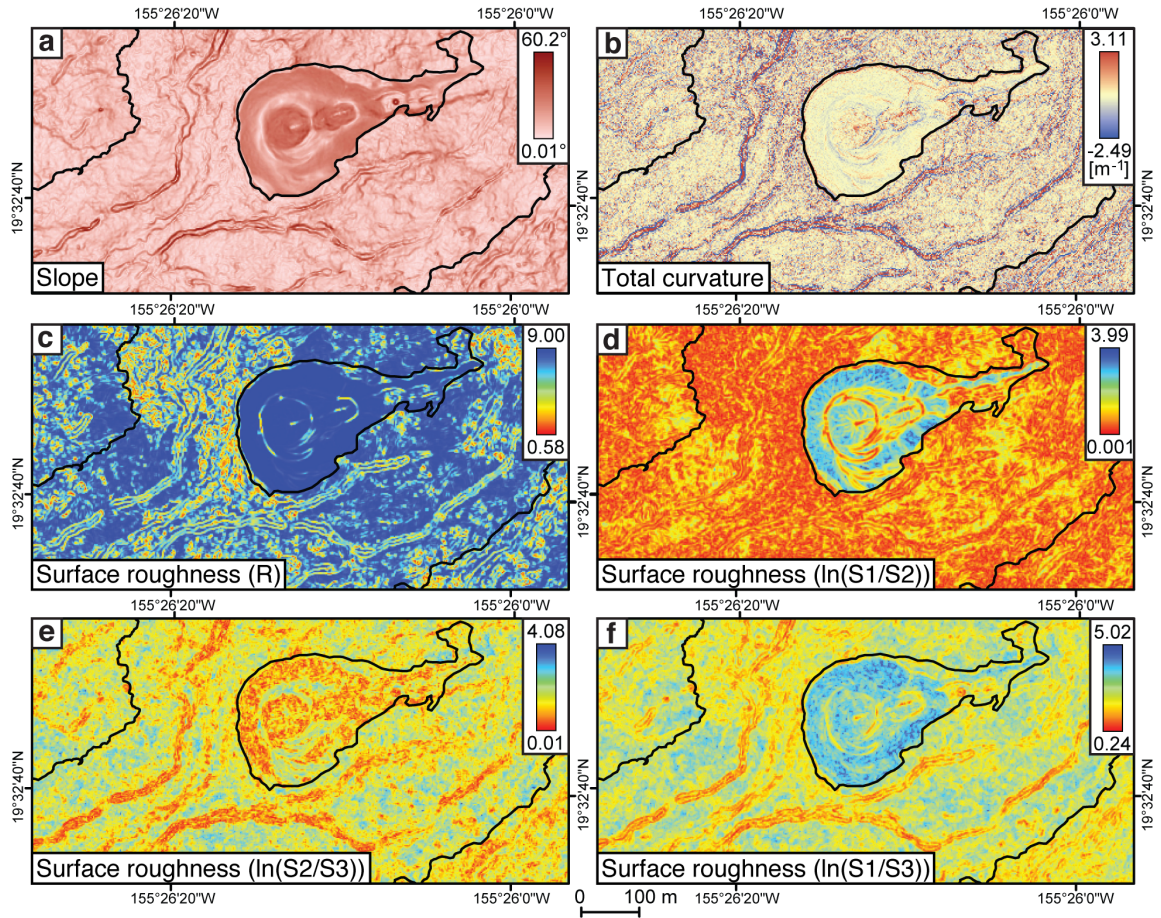 155°26'20"W 155°26'0"W 155°26'20"W 155°26'0"W
a 60.2° b 3.11
0.01° -2.49
[m-1]
19°32'40"N 19°32'40"N 19°32'40"N
Slope Total curvature
155°26'20"W 155°26'0"W 155°26'20"W 155°26'0"W
c 9.00 d 3.99
0.58 0.001
19°32'40"N 19°32'40"N 19°32'40"N
Surface roughness (R) Surface roughness (ln(S1/S2))
155°26'20"W 155°26'0"W 155°26'20"W 155°26'0"W
e 4.08 f 5.02
0.01 0.24
19°32'40"N 19°32'40"N 19°32'40"N
Surface roughness (ln(S2/S3)) Surface roughness (ln(S1/S3))
155°26'20"W 155°26'0"W 155°26'20"W 155°26'0"W
0 100 m